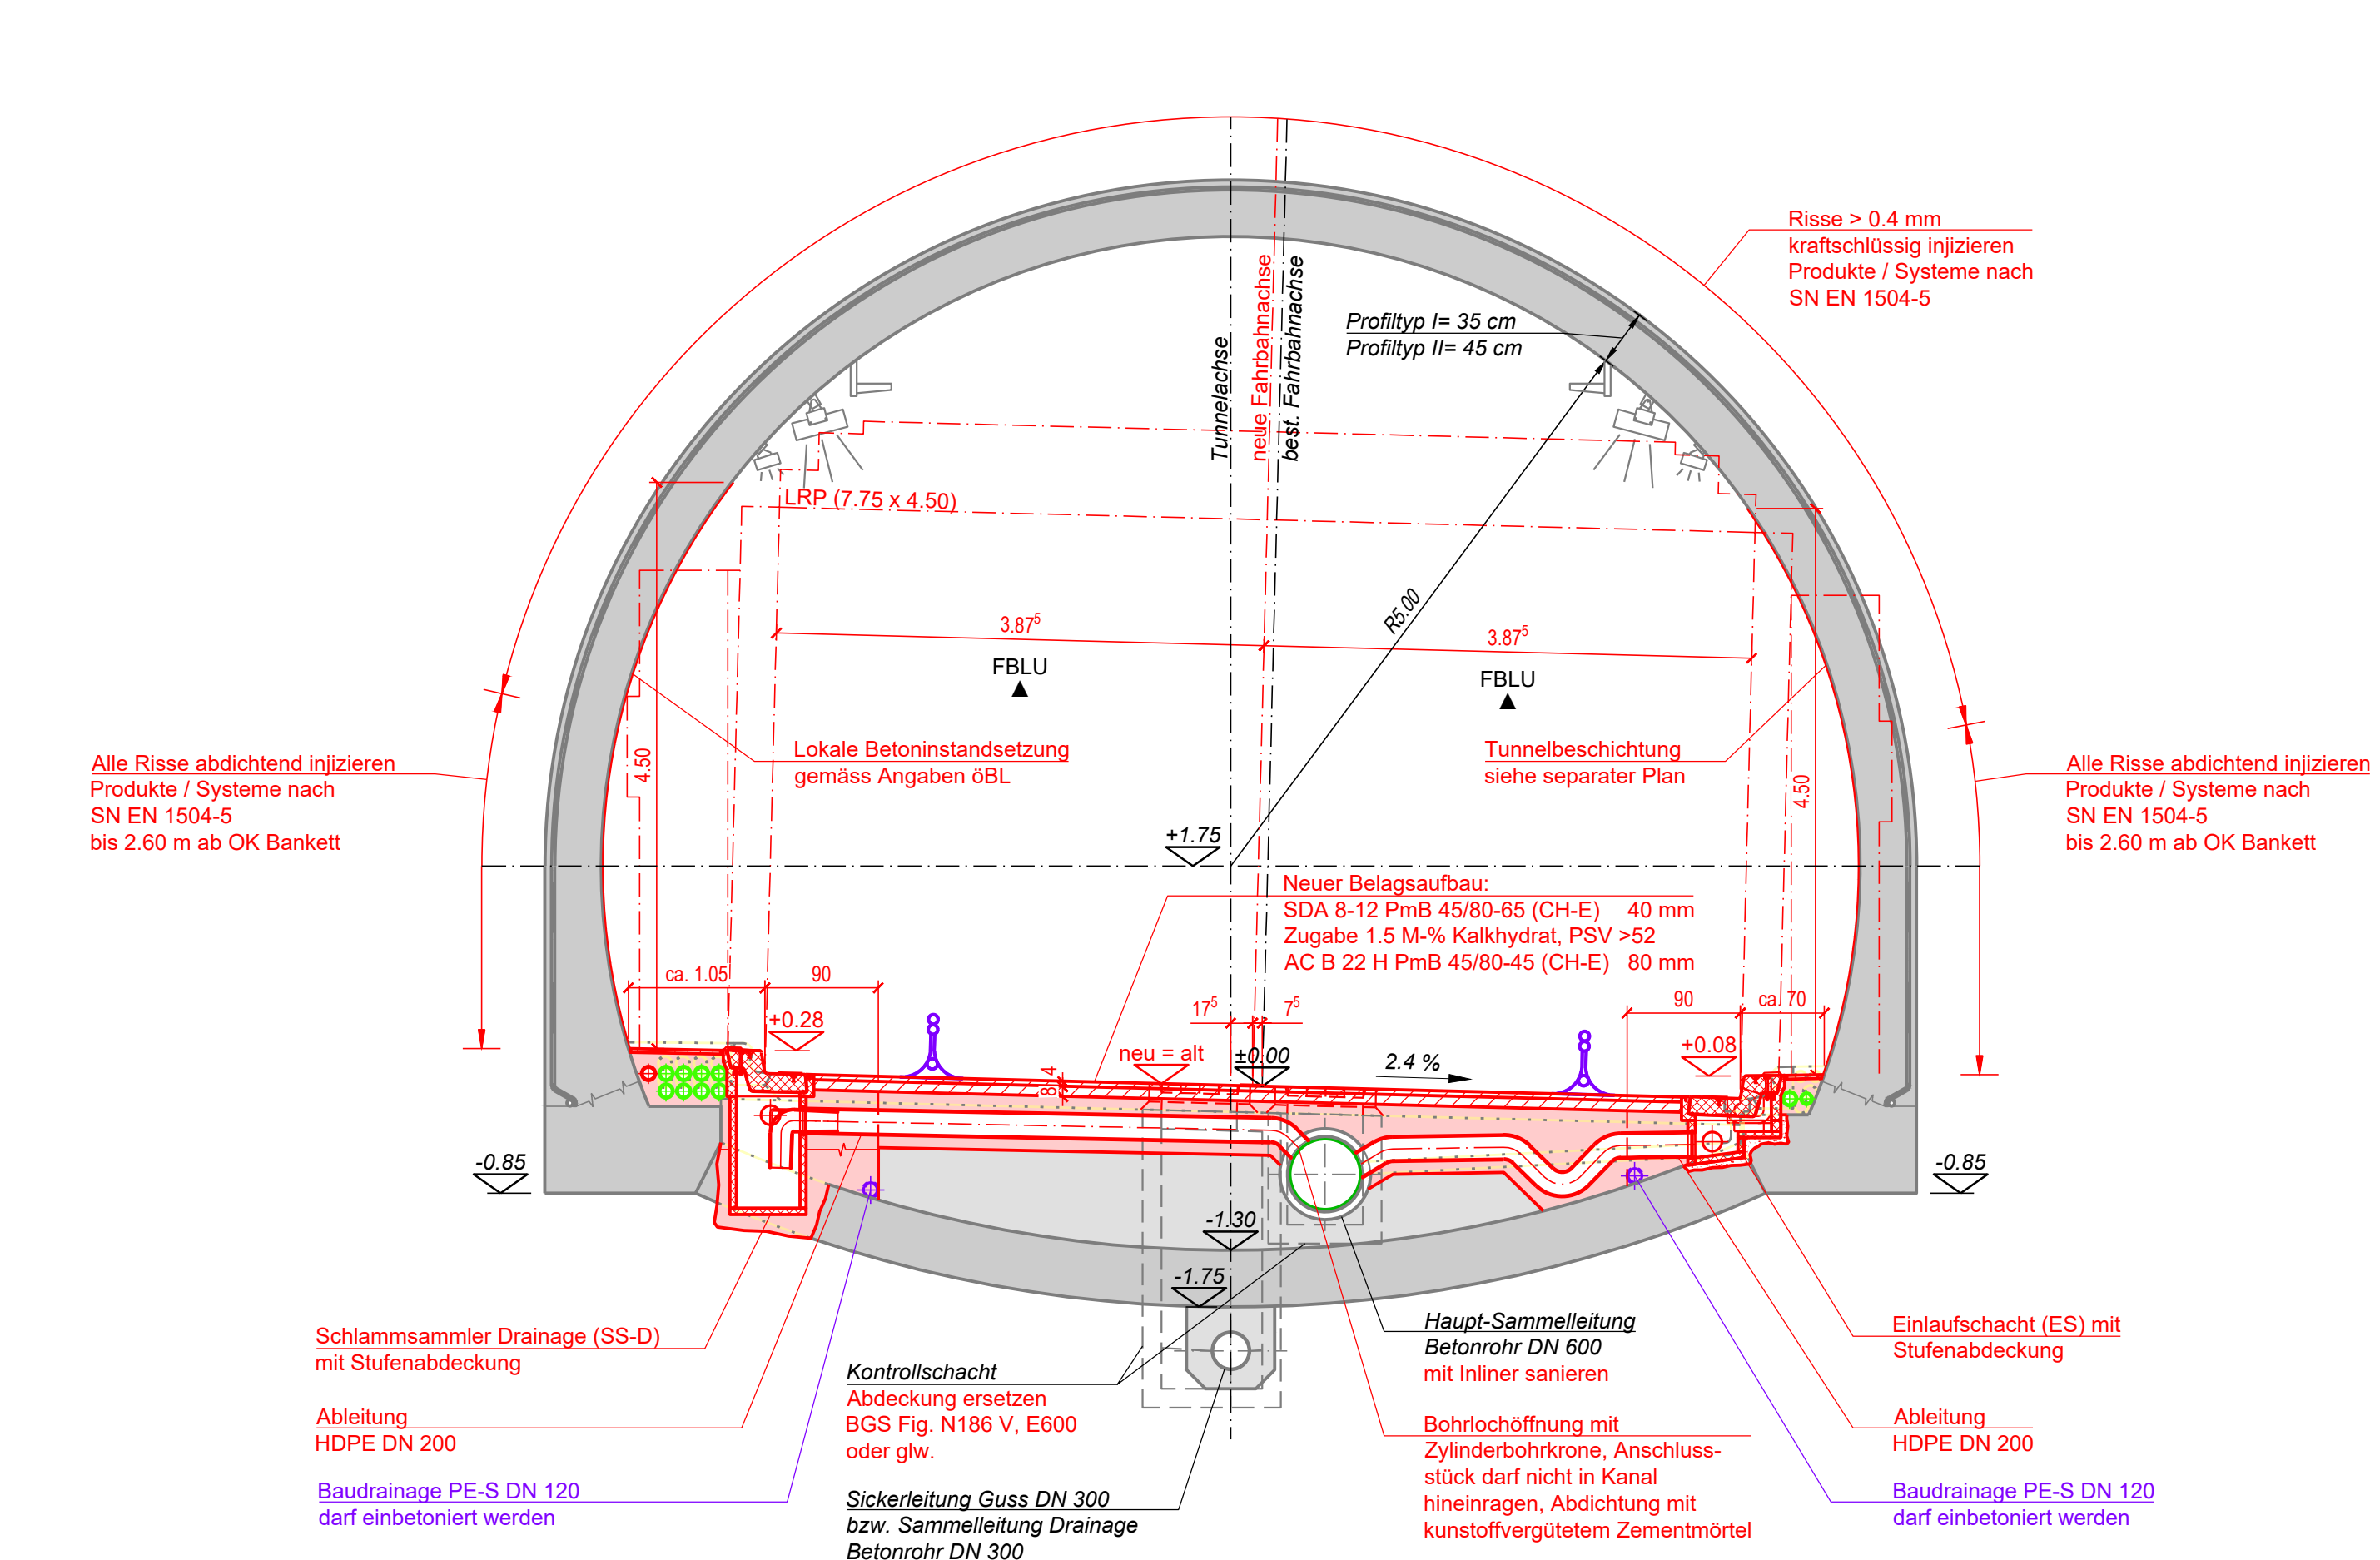 Risse > 0.4 mm
kraftschlüssig injizieren
Produkte / Systeme nach
SN EN 1504-5
Profiltyp I= 35 cm
Profiltyp II= 45 cm
Tunnelachse
neue Fahrbahnachse
best. Fahrbahnachse
LRP (7.75 x 4.50)
R5.00
3.87⁵
3.87⁵
FBLU
FBLU
Alle Risse abdichtend injizieren
Produkte / Systeme nach
SN EN 1504-5
bis 2.60 m ab OK Bankett
4.50
Lokale Betoninstandsetzung
gemäss Angaben öBL
Tunnelbeschichtung
siehe separater Plan
4.50
Alle Risse abdichtend injizieren
Produkte / Systeme nach
SN EN 1504-5
bis 2.60 m ab OK Bankett
+1.75
Neuer Belagsaufbau:
SDA 8-12 PmB 45/80-65 (CH-E) 40 mm
Zugabe 1.5 M-% Kalkhydrat, PSV >52
AC B 22 H PmB 45/80-45 (CH-E) 80 mm
ca. 1.05
90
17⁵
7⁵
90
ca. 70
+0.28
neu = alt
±0.00
2.4 %
+0.08
4
8
-0.85
-0.85
-1.30
-1.75
Schlammsammler Drainage (SS-D)
mit Stufenabdeckung
Ableitung
HDPE DN 200
Baudrainage PE-S DN 120
darf einbetoniert werden
Kontrollschacht
Abdeckung ersetzen
BGS Fig. N186 V, E600
oder glw.
Sickerleitung Guss DN 300
bzw. Sammelleitung Drainage
Betonrohr DN 300
Haupt-Sammelleitung
Betonrohr DN 600
mit Inliner sanieren
Bohrlochöffnung mit
Zylinderbohrkrone, Anschluss-
stück darf nicht in Kanal
hineinragen, Abdichtung mit
kunstoffvergütetem Zementmörtel
Einlaufschacht (ES) mit
Stufenabdeckung
Ableitung
HDPE DN 200
Baudrainage PE-S DN 120
darf einbetoniert werden